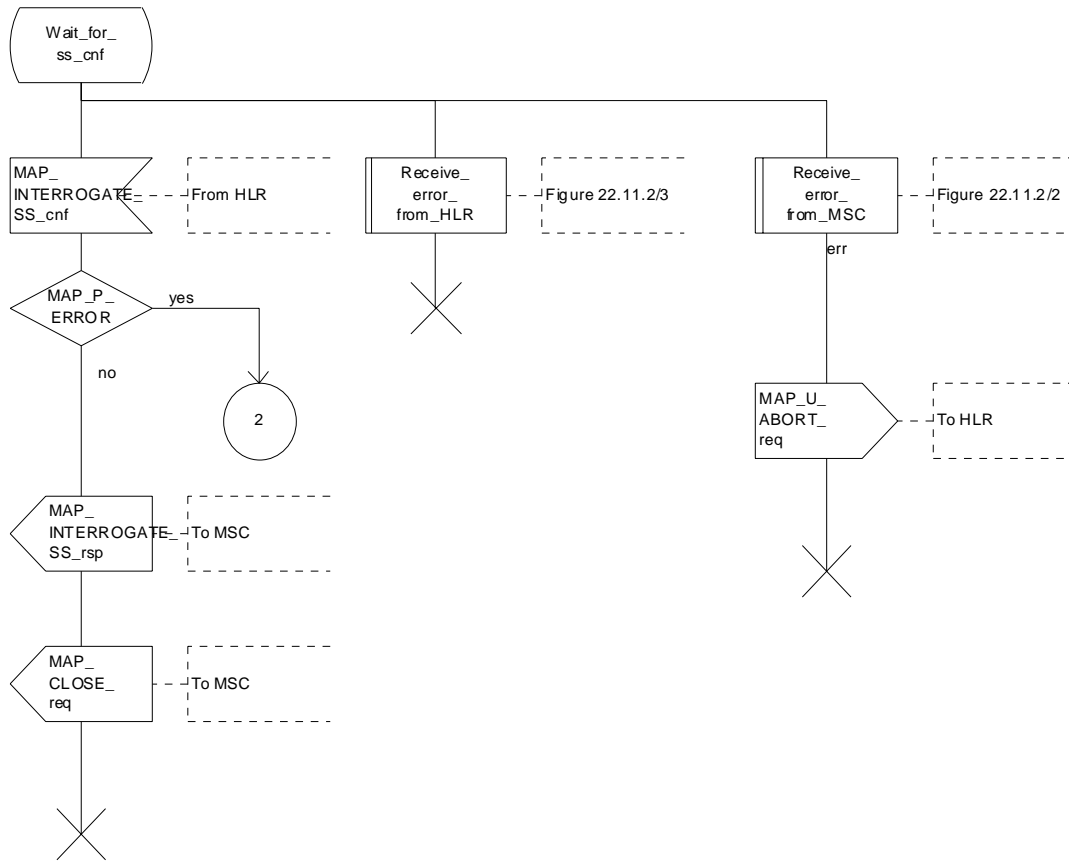 Wait_for_
ss_cnf
MAP_
INTERROGATE_
SS_cnf
From HLR
Receive_
error_
from_HLR
Figure 22.11.2/3
Receive_
error_
from_MSC
Figure 22.11.2/2
err
MAP_P_
ERROR
yes
no
2
MAP_U_
ABORT_
req
To HLR
MAP_
INTERROGATE_
SS_rsp
To MSC
MAP_
CLOSE_
req
To MSC